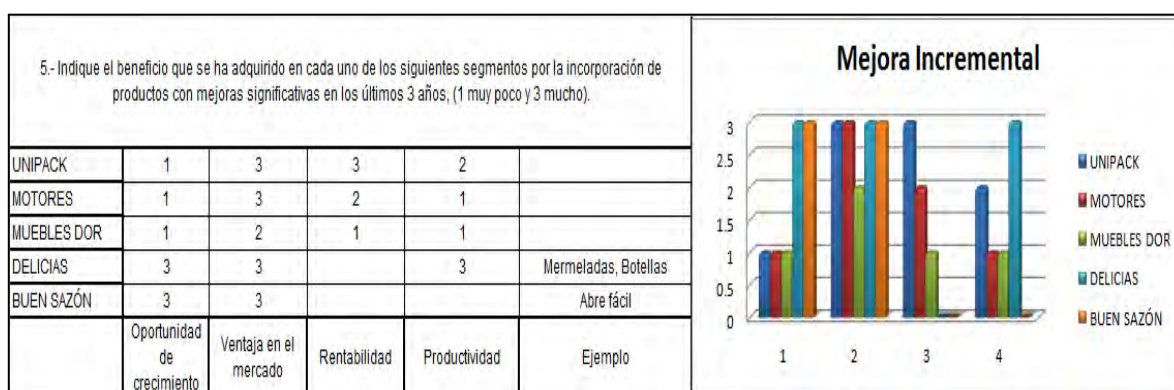 5.- Indique el beneficio que se ha adquirido en cada uno de los siguientes segmentos por la incorporación de
productos con mejoras significativas en los últimos 3 años, (1 muy poco y 3 mucho).
UNIPACK 1 3 3 2
MOTORES 1 3 2 1
MUEBLES DOR 1 2 1 1
DELICIAS 3 3 3 Mermeladas, Botellas
BUEN SAZÓN 3 3 Abre fácil
Oportunidad
de
crecimiento
Ventaja en el
mercado
Rentabilidad
Productividad
Ejemplo
Mejora Incremental
3
2.5
2
1.5
1
0.5
0
1 2 3 4
UNIPACK
MOTORES
MUEBLES DOR
DELICIAS
BUEN SAZÓN